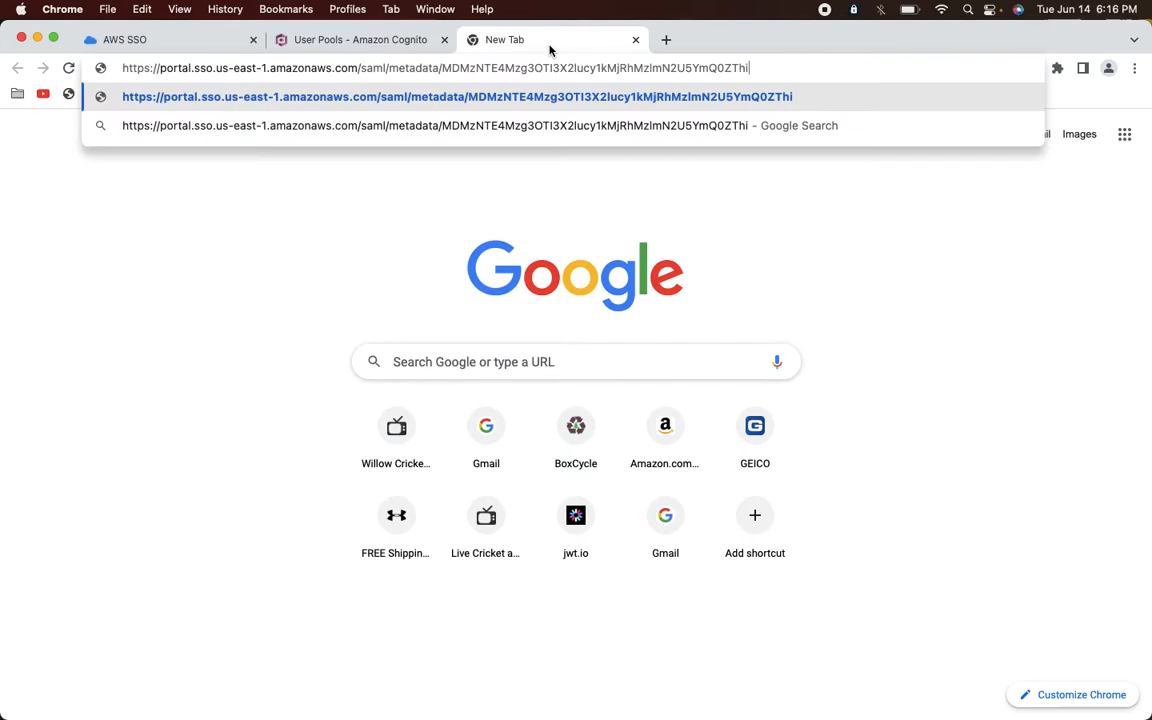 Chrome File Edit View History Bookmarks Profiles Tab Window Help Tue Jun 14 6:16 PM
AWS SSO User Pools - Amazon Cognito New Tab
https://portal.sso.us-east-1.amazonaws.com/saml/metadata/MDMzNTE4Mzg3OTI3X2lucy1kMjRhMzlmN2U5YmQ0ZThi
https://portal.sso.us-east-1.amazonaws.com/saml/metadata/MDMzNTE4Mzg3OTI3X2lucy1kMjRhMzlmN2U5YmQ0ZThi
https://portal.sso.us-east-1.amazonaws.com/saml/metadata/MDMzNTE4Mzg3OTI3X2lucy1kMjRhMzlmN2U5YmQ0ZThi - Google Search
il Images
Google
Search Google or type a URL
Willow Cricke... Gmail BoxCycle Amazon.com... GEICO
FREE Shippin... Live Cricket a... jwt.io Gmail Add shortcut
Customize Chrome